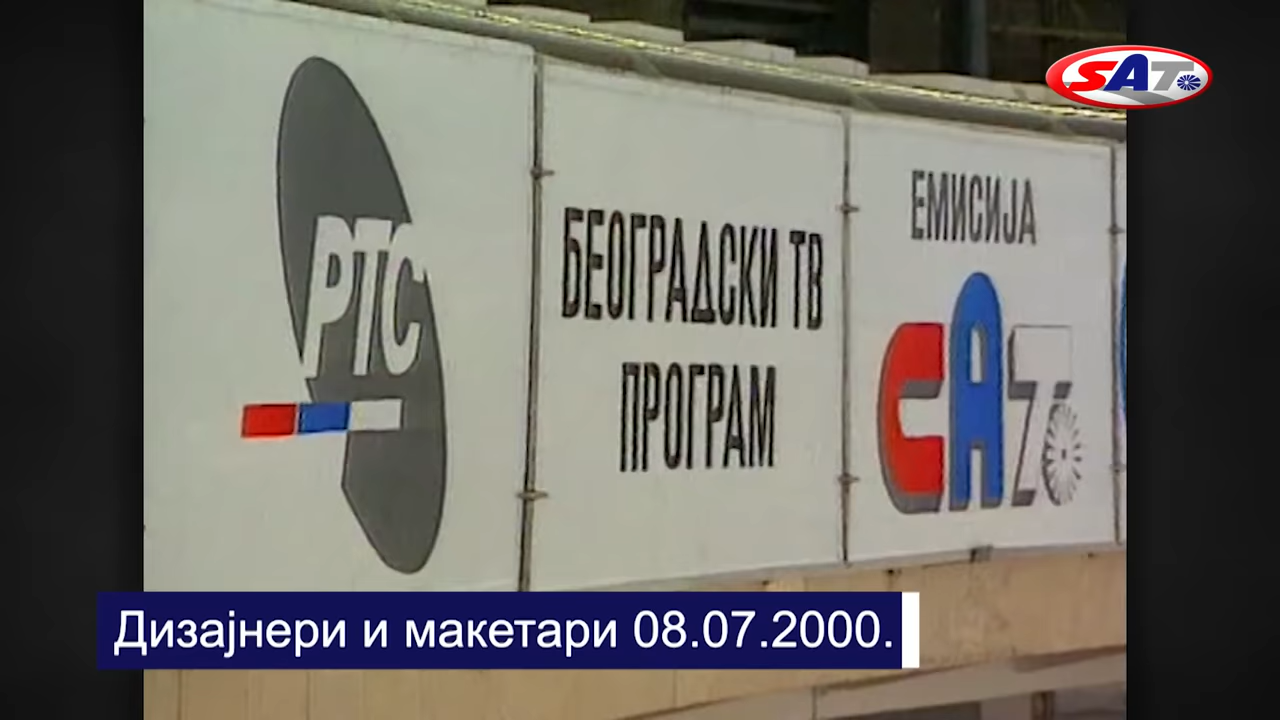 SAT
РТС
БЕОГРАДСКИ ТВ
ПРОГРАМ
ЕМИСИЈА
САТ
Дизајнери и макетари 08.07.2000.